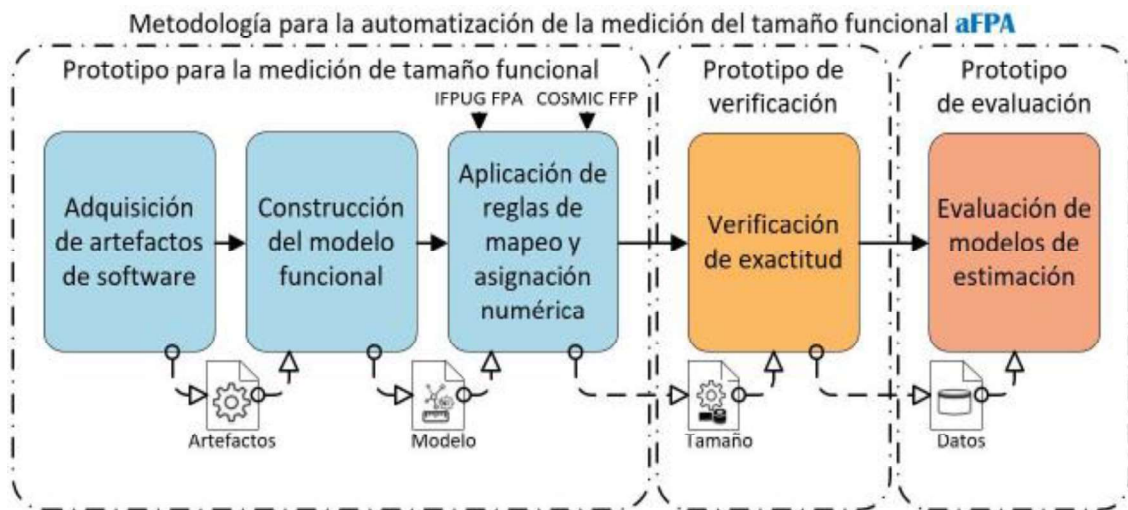 Metodología para la automatización de la medición del tamaño funcional aFPA
Prototipo para la medición de tamaño funcional
IFPUG FPA
COSMIC FFP
Adquisición
de artefactos
de software
Construcción
del modelo
funcional
Aplicación de
reglas de
mapeo y
asignación
numérica
Artefactos
Modelo
Prototipo de
verificación
Verificación
de exactitud
Tamaño
Prototipo
de evaluación
Evaluación de
modelos de
estimación
Datos